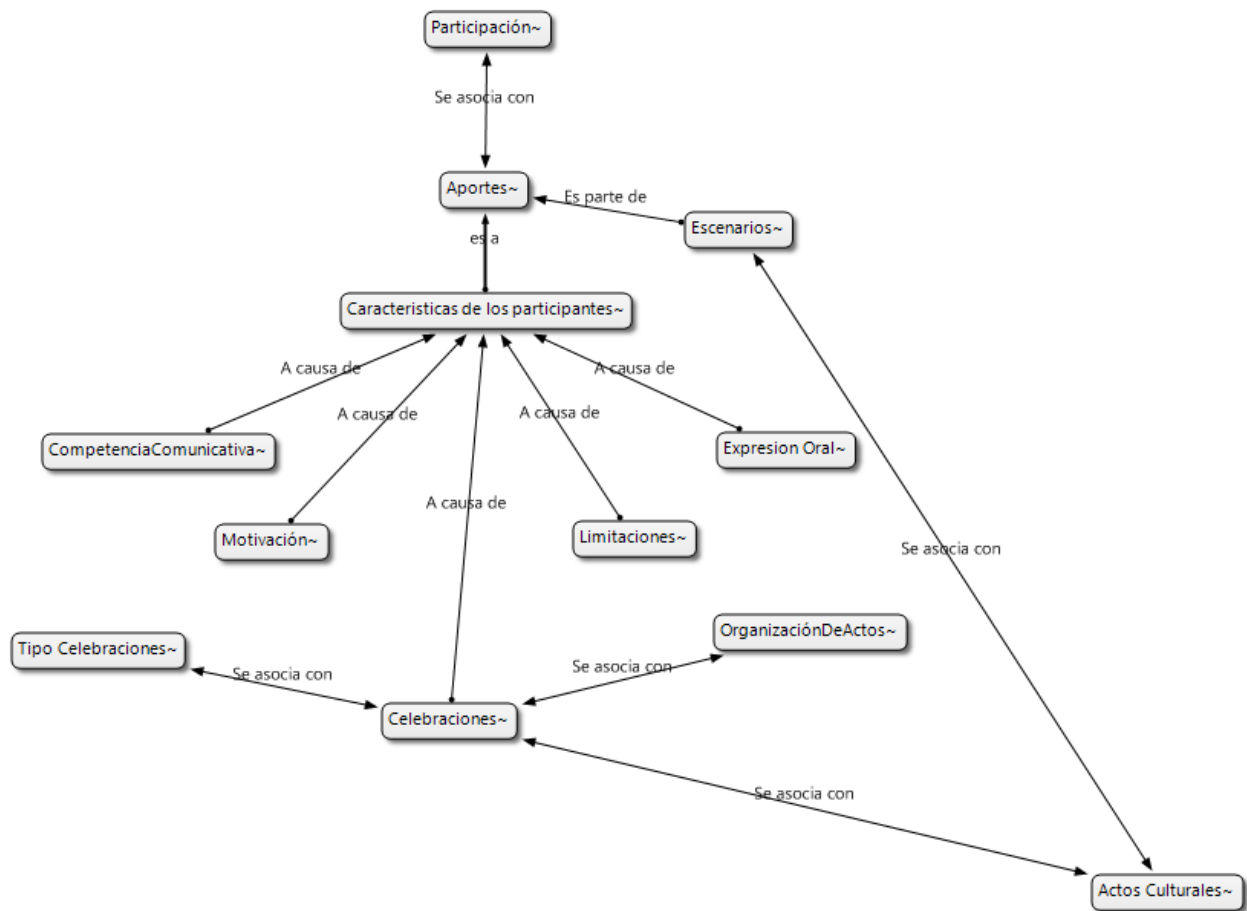 Participación~
Se asocia con
Aportes~
Es parte de
Escenarios~
es a
Caracteristicas de los participantes~
A causa de
A causa de
A causa de
A causa de
CompetenciaComunicativa~
Expresion Oral~
A causa de
Motivación~
Limitaciones~
Se asocia con
Tipo Celebraciones~
OrganizaciónDeActos~
Se asocia con
Se asocia con
Celebraciones~
Se asocia con
Actos Culturales~